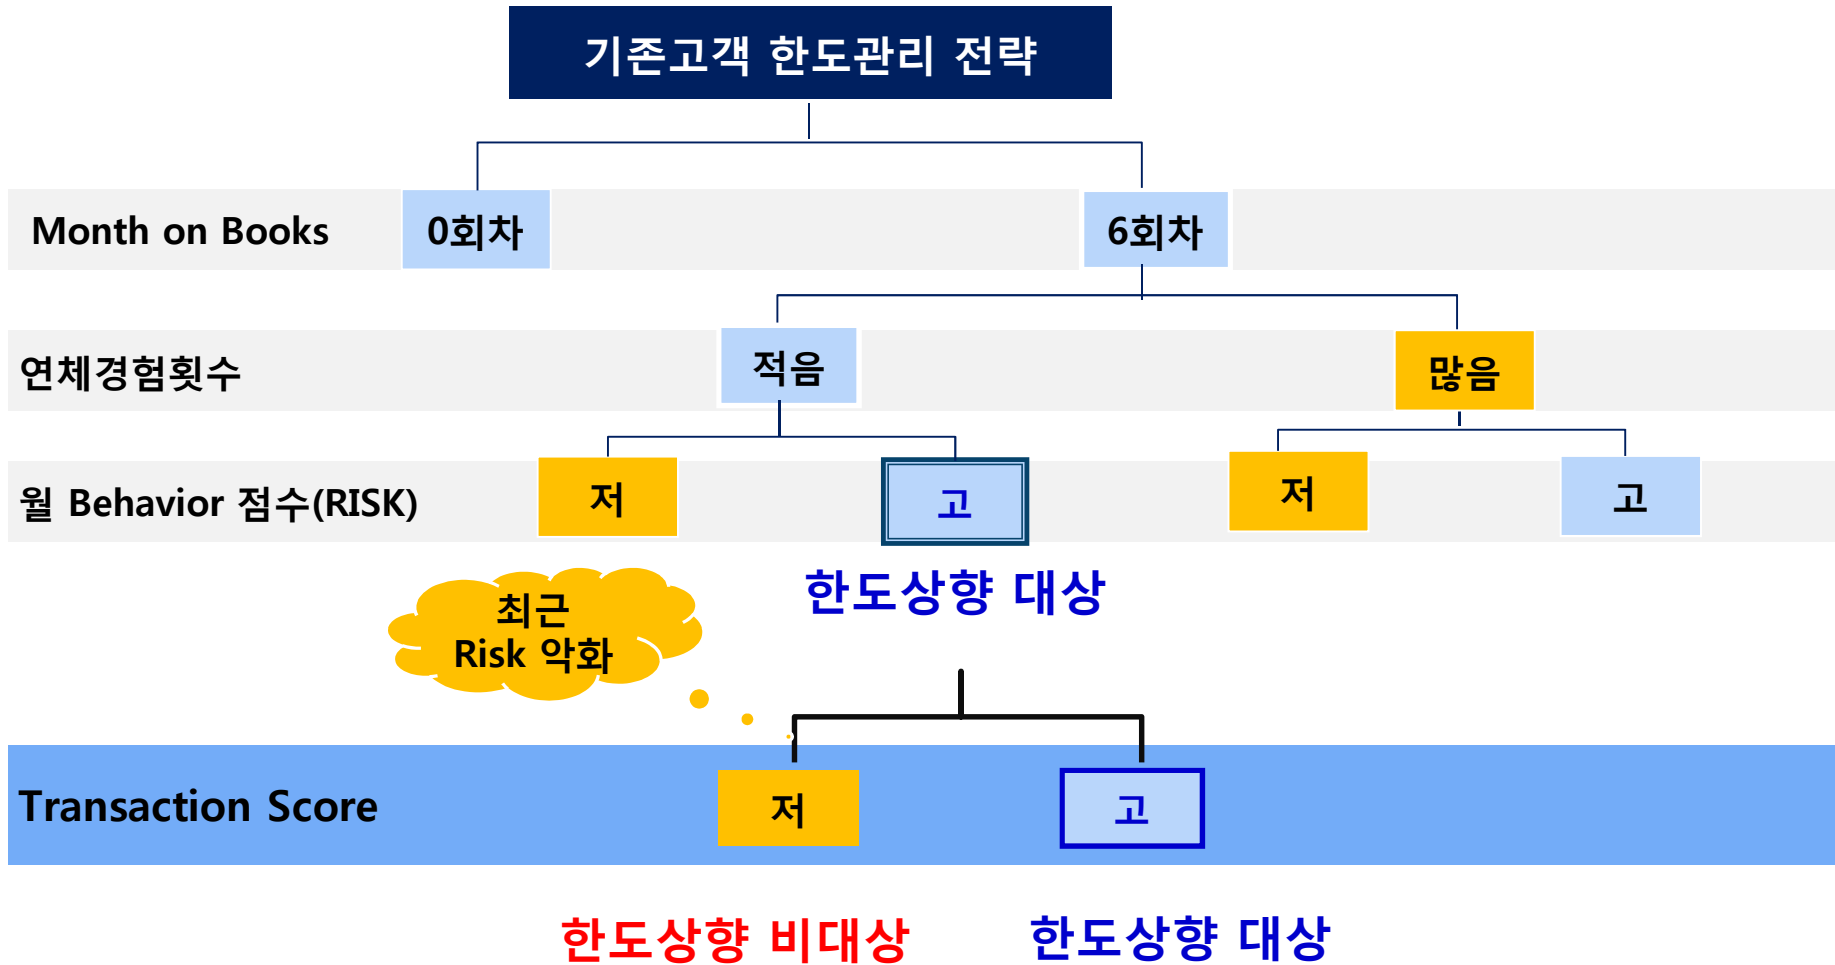 기존고객 한도관리 전략
Month on Books
0회차
6회차
연체경험횟수
적음
많음
월 Behavior 점수(RISK)
저
고
저
고
한도상향 대상
최근
Risk 악화
Transaction Score
저
고
한도상향 비대상
한도상향 대상